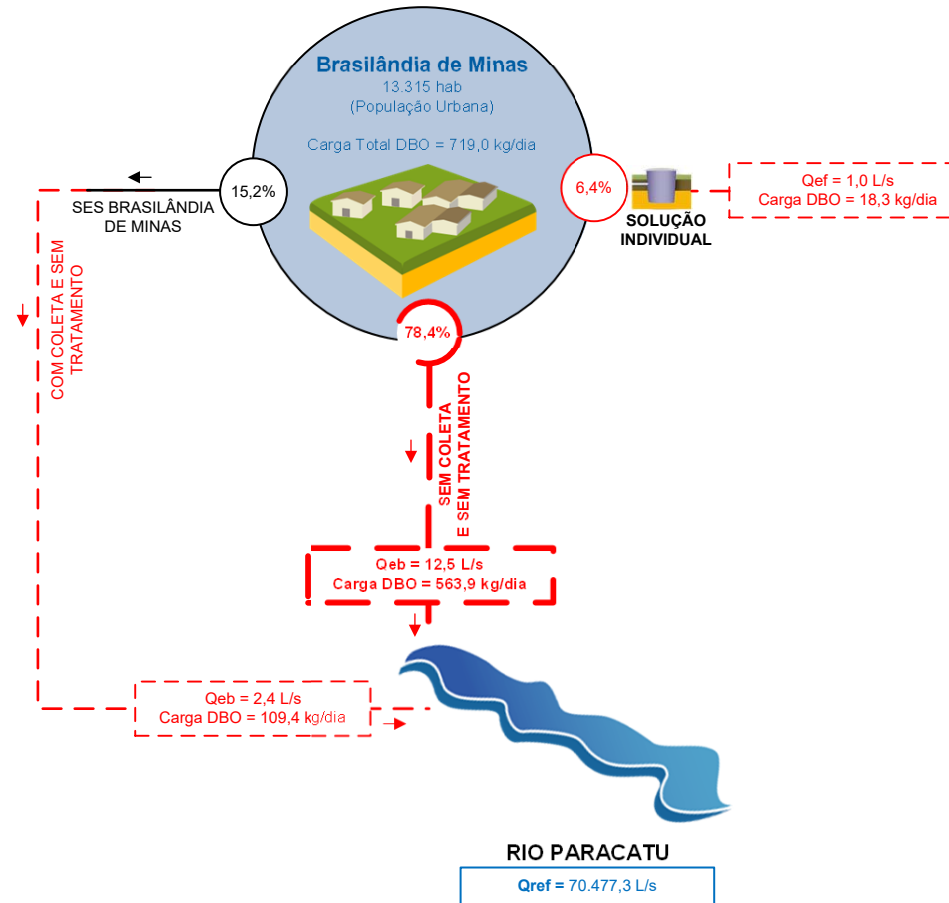 Brasilândia de Minas
13.315 hab
(População Urbana)
Carga Total DBO = 719,0 kg/dia
15,2%
6,4%
78,4%
SES BRASILÂNDIA
DE MINAS
SOLUÇÃO
INDIVIDUAL
Qef = 1,0 L/s
Carga DBO = 18,3 kg/dia
COM COLETA E SEM
TRATAMENTO
SEM COLETA
E SEM TRATAMENTO
Qeb = 12,5 L/s
Carga DBO = 563,9 kg/dia
Qeb = 2,4 L/s
Carga DBO = 109,4 kg/dia
RIO PARACATU
Qref = 70.477,3 L/s